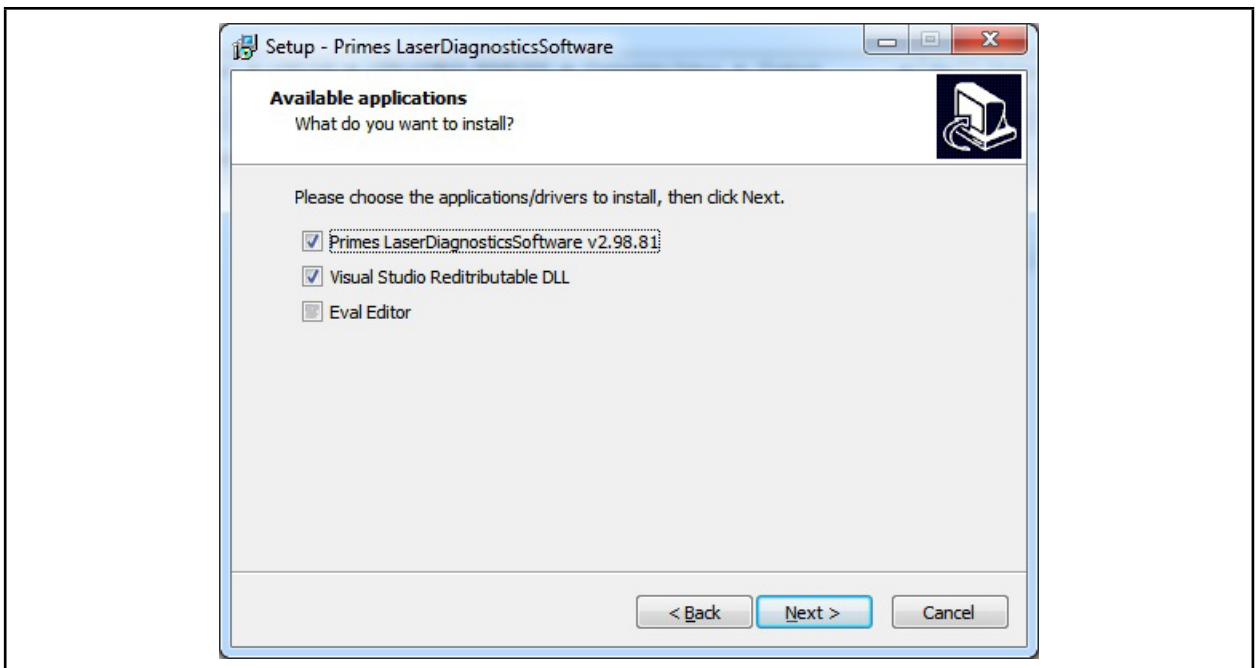 Setup - Primes LaserDiagnosticsSoftware
Available applications
What do you want to install?
Please choose the applications/drivers to install, then click Next.
Primes LaserDiagnosticsSoftware v2.98.81
Visual Studio Reditributable DLL
Eval Editor
< Back Next > Cancel